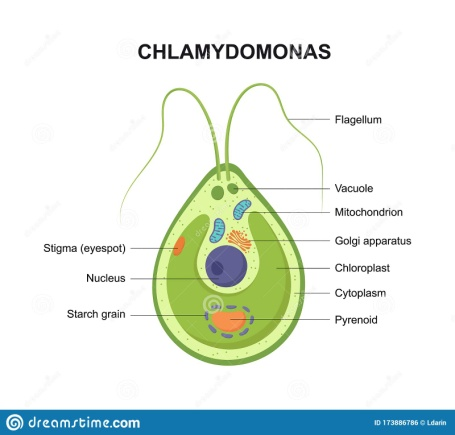 CHLAMYDOMONAS
Flagellum
Vacuole
Mitochondrion
Golgi apparatus
Stigma (eyespot)
Chloroplast
Nucleus
Cytoplasm
Starch grain
Pyrenoid
dreamstime.com
ID 173886786 © Ldarin